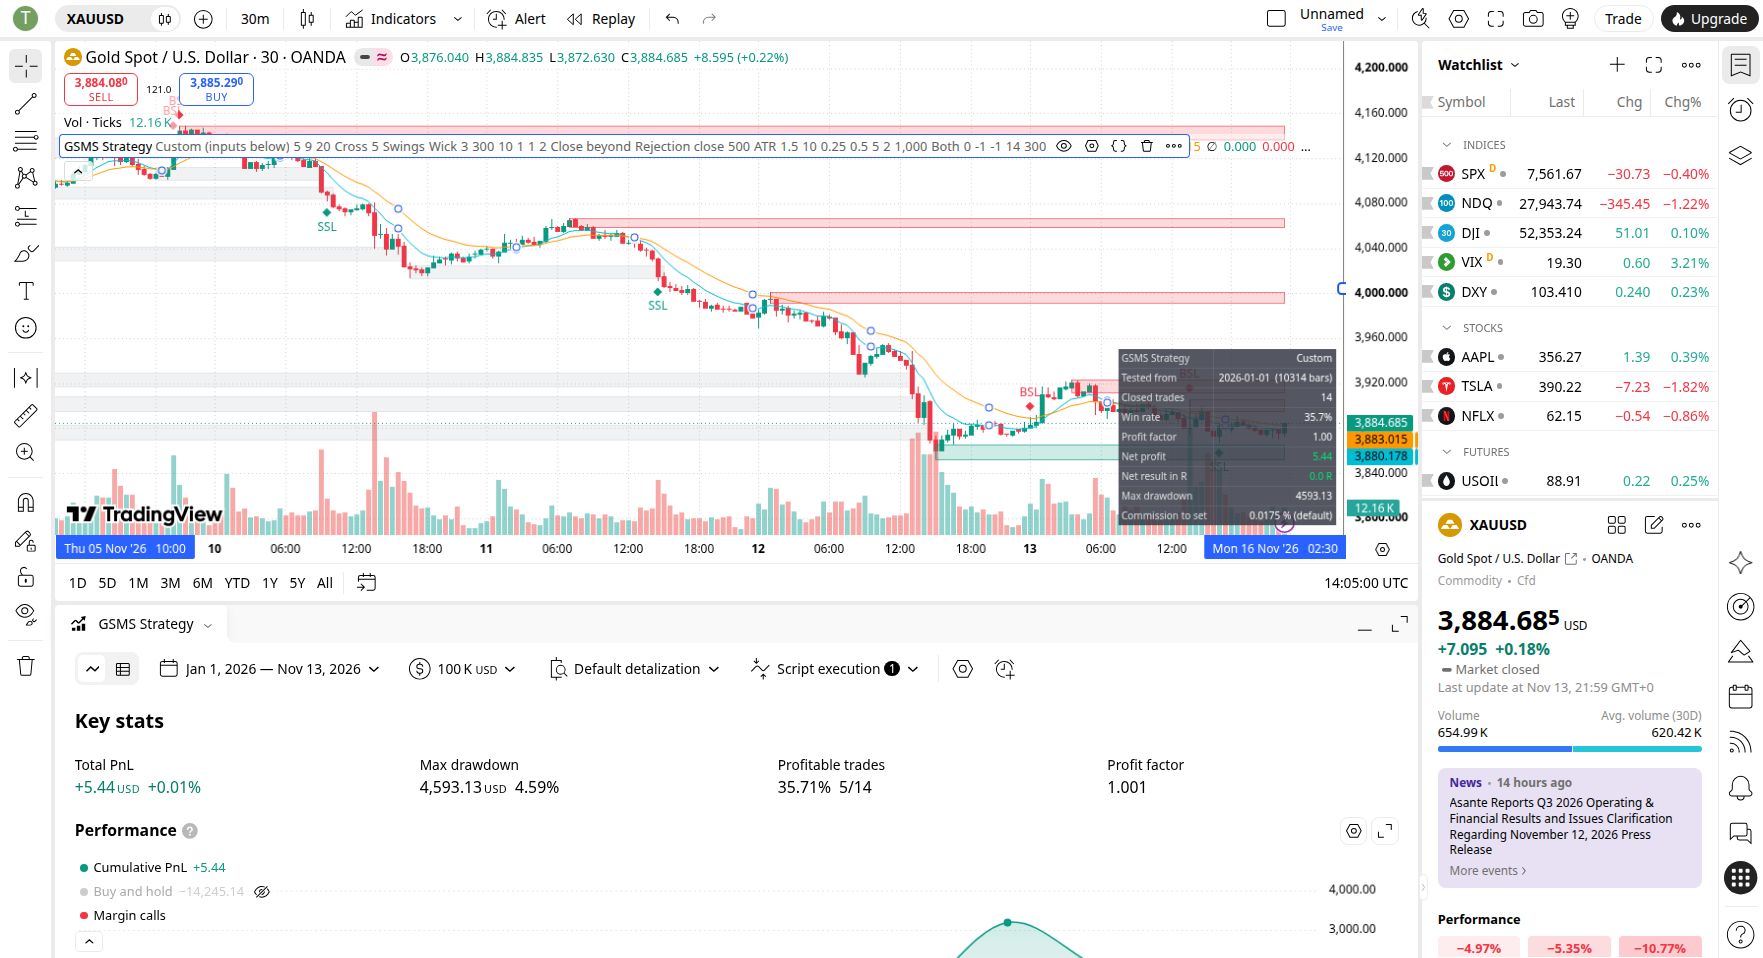 T
XAUUSD
30m
Indicators
Alert
Replay
Unnamed
Save
Trade
Upgrade
Gold Spot / U.S. Dollar · 30 · OANDA
O3,876.040 H3,884.835 L3,872.630 C3,884.685 +8.595 (+0.22%)
3,884.080
SELL
121.0
3,885.290
BUY
Vol · Ticks 12.16 K
GSMS Strategy Custom (inputs below) 5 9 20 Cross 5 Swings Wick 3 300 10 1 1 2 Close beyond Rejection close 500 ATR 1.5 10 0.25 0.5 5 2 1,000 Both 0 -1 -1 14 300
5 ∅ 0.000 0.000 ...
SSL
SSL
BSL
4,200.000
4,160.000
4,120.000
4,080.000
4,040.000
4,000.000
3,960.000
3,920.000
3,884.685
3,883.015
3,880.178
3,840.000
12.16 K
3,800.000
GSMS Strategy Custom
Tested from 2026-01-01 (10314 bars)
Closed trades 14
Win rate 35.7%
Profit factor 1.00
Net profit 5.44
Net result in R 0.0 R
Max drawdown 4593.13
Commission to set 0.0175 % (default)
TradingView
Thu 05 Nov '26 10:00
10 06:00 12:00 18:00 11 06:00 12:00 18:00 12 06:00 12:00 18:00 13 06:00 12:00
Mon 16 Nov '26 02:30
1D 5D 1M 3M 6M YTD 1Y 5Y All
14:05:00 UTC
GSMS Strategy
Jan 1, 2026 — Nov 13, 2026
100 K USD
Default detalization
Script execution 1
Key stats
Total PnL
+5.44 USD +0.01%
Max drawdown
4,593.13 USD 4.59%
Profitable trades
35.71% 5/14
Profit factor
1.001
Performance
Cumulative PnL +5.44
Buy and hold −14,245.14
Margin calls
4,000.00
3,000.00
Watchlist
Symbol Last Chg Chg%
INDICES
500 SPX D 7,561.67 −30.73 −0.40%
100 NDQ 27,943.74 −345.45 −1.22%
30 DJI 52,353.24 51.01 0.10%
VIX D 19.30 0.60 3.21%
DXY 103.410 0.240 0.23%
STOCKS
AAPL 356.27 1.39 0.39%
TSLA 390.22 −7.23 −1.82%
NFLX 62.15 −0.54 −0.86%
FUTURES
USOIL 88.91 0.22 0.25%
XAUUSD
Gold Spot / U.S. Dollar · OANDA
Commodity · Cfd
3,884.685 USD
+7.095 +0.18%
Market closed
Last update at Nov 13, 21:59 GMT+0
Volume Avg. volume (30D)
654.99 K 620.42 K
News · 14 hours ago
Asante Reports Q3 2026 Operating &
Financial Results and Issues Clarification
Regarding November 12, 2026 Press
Release
More events
Performance
−4.97% −5.35% −10.77%